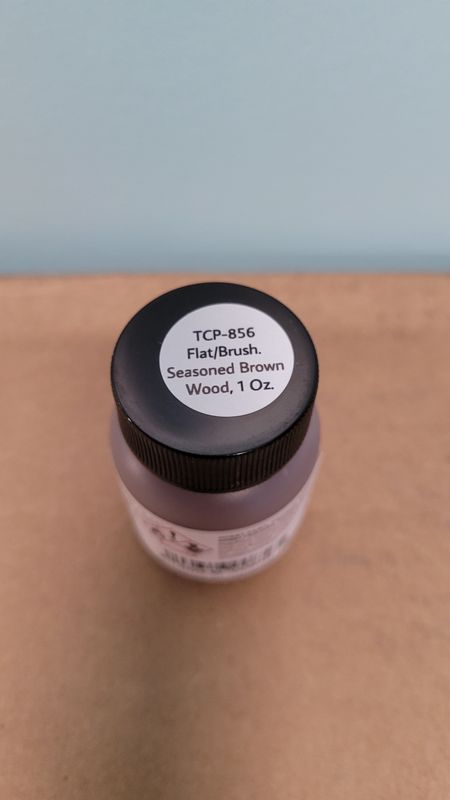 TCP-856
Flat/Brush.
Seasoned Brown
Wood, 1 Oz.